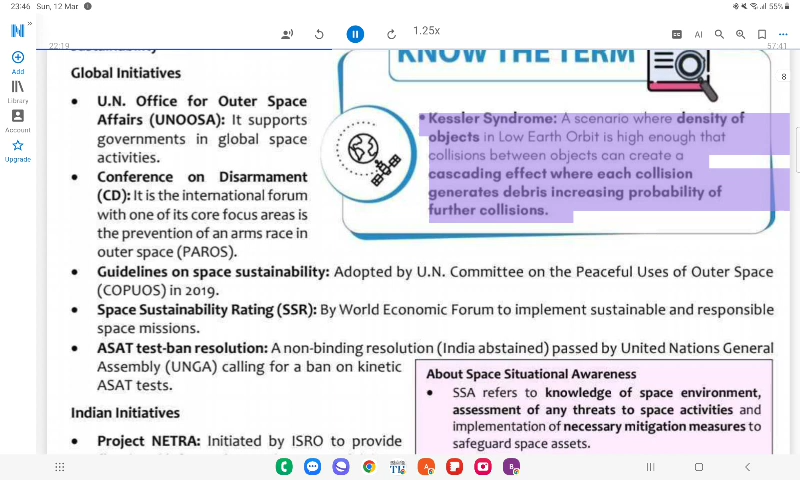 23:46 Sun, 12 Mar
55%
1.25x
AI
22:19
57:41
Add
Library
Account
Upgrade
KNOW THE TERM
8
Global Initiatives
• U.N. Office for Outer Space
Affairs (UNOOSA): It supports
governments in global space
activities.
• Conference on Disarmament
(CD): It is the international forum
with one of its core focus areas is
the prevention of an arms race in
outer space (PAROS).
• Kessler Syndrome: A scenario where density of
objects in Low Earth Orbit is high enough that
collisions between objects can create a
cascading effect where each collision
generates debris increasing probability of
further collisions.
• Guidelines on space sustainability: Adopted by U.N. Committee on the Peaceful Uses of Outer Space
(COPUOS) in 2019.
• Space Sustainability Rating (SSR): By World Economic Forum to implement sustainable and responsible
space missions.
• ASAT test-ban resolution: A non-binding resolution (India abstained) passed by United Nations General
Assembly (UNGA) calling for a ban on kinetic
ASAT tests.
Indian Initiatives
• Project NETRA: Initiated by ISRO to provide
About Space Situational Awareness
• SSA refers to knowledge of space environment,
assessment of any threats to space activities and
implementation of necessary mitigation measures to
safeguard space assets.